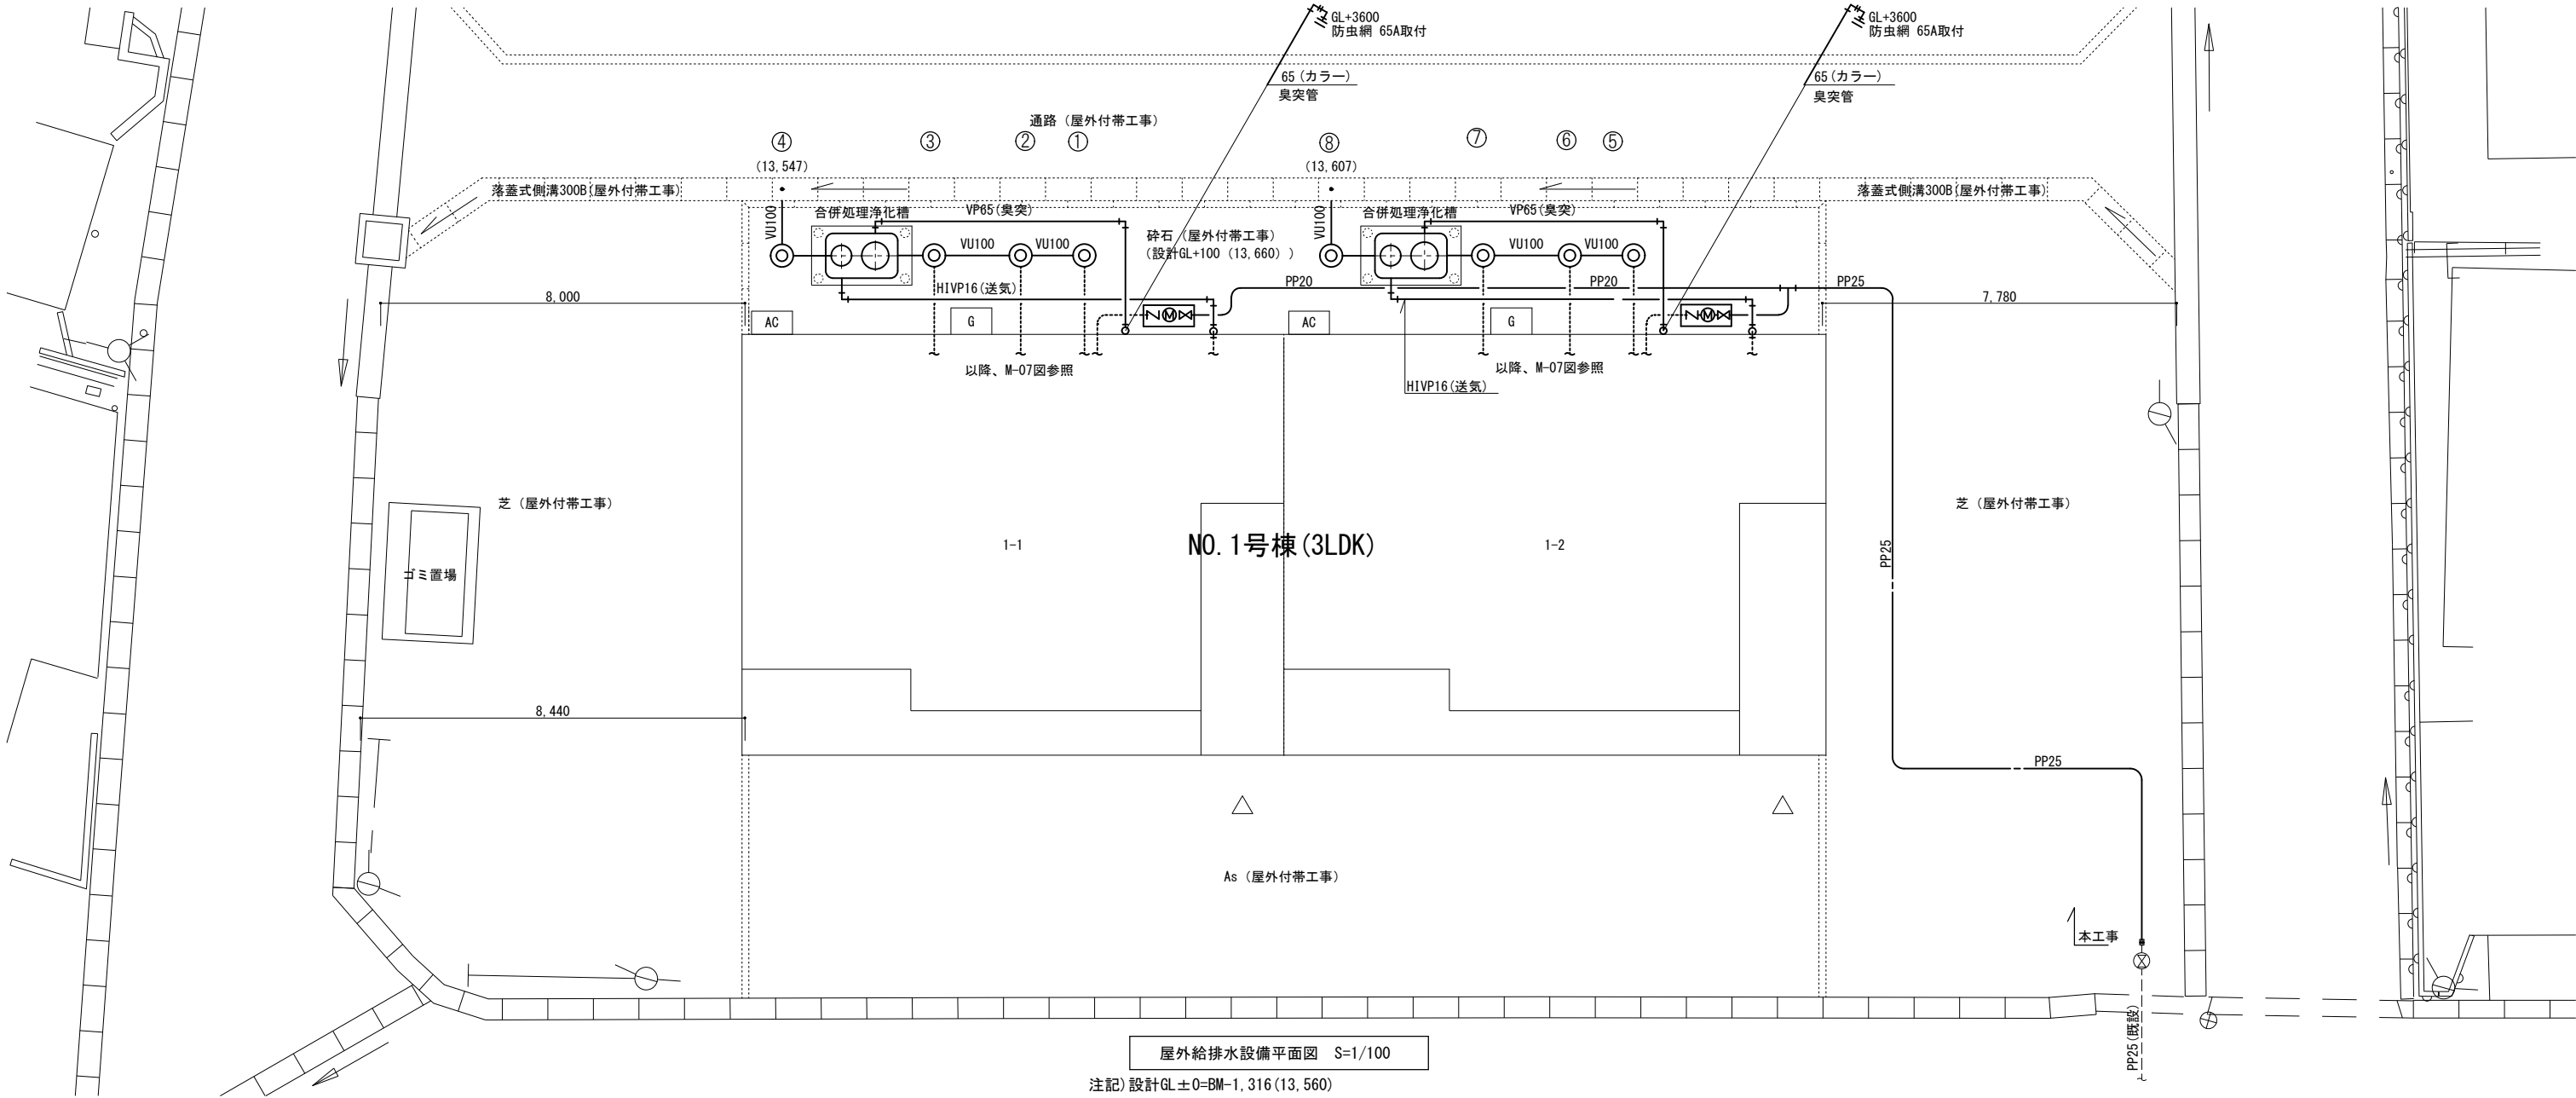 GL+3600
防虫網 65A取付
GL+3600
防虫網 65A取付
65(カラー)
臭突管
65(カラー)
臭突管
通路（屋外付帯工事）
④
③
②
①
⑧
⑦
⑥
⑤
(13,547)
(13,607)
落蓋式側溝300B(屋外付帯工事)
落蓋式側溝300B(屋外付帯工事)
VU100
合併処理浄化槽
VP65(臭突)
VU100
合併処理浄化槽
VP65(臭突)
VU100
VU100
砕石（屋外付帯工事）
(設計GL+100（13,660）)
VU100
VU100
HIVP16(送気)
PP20
PP20
PP25
8,000
7,780
AC
G
M
AC
G
M
以降、M-07図参照
以降、M-07図参照
HIVP16(送気)
芝（屋外付帯工事）
芝（屋外付帯工事）
1-1
NO.1号棟(3LDK)
1-2
PP25
ゴミ置場
8,440
PP25
As（屋外付帯工事）
本工事
PP25(既設)
屋外給排水設備平面図 S=1/100
注記)設計GL±0=BM-1,316(13,560)